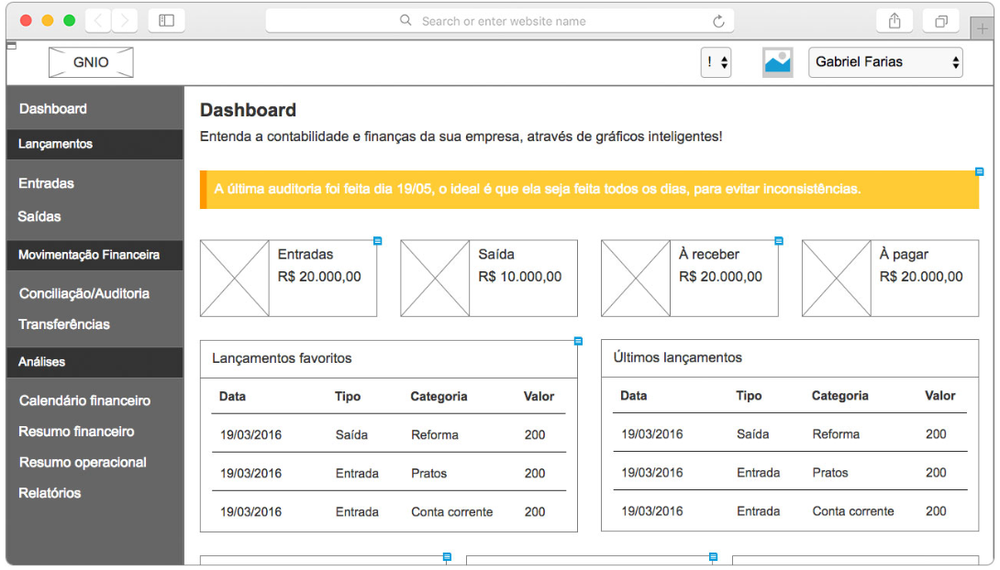 Search or enter website name
GNIO
!
Gabriel Farias
Dashboard
Lançamentos
Entradas
Saídas
Movimentação Financeira
Conciliação/Auditoria
Transferências
Análises
Calendário financeiro
Resumo financeiro
Resumo operacional
Relatórios
Dashboard
Entenda a contabilidade e finanças da sua empresa, através de gráficos inteligentes!
A última auditoria foi feita dia 19/05, o ideal é que ela seja feita todos os dias, para evitar inconsistências.
Entradas
R$ 20.000,00
Saída
R$ 10.000,00
À receber
R$ 20.000,00
À pagar
R$ 20.000,00
Lançamentos favoritos
Data Tipo Categoria Valor
19/03/2016 Saída Reforma 200
19/03/2016 Entrada Pratos 200
19/03/2016 Entrada Conta corrente 200
Últimos lançamentos
Data Tipo Categoria Valor
19/03/2016 Saída Reforma 200
19/03/2016 Entrada Pratos 200
19/03/2016 Entrada Conta corrente 200